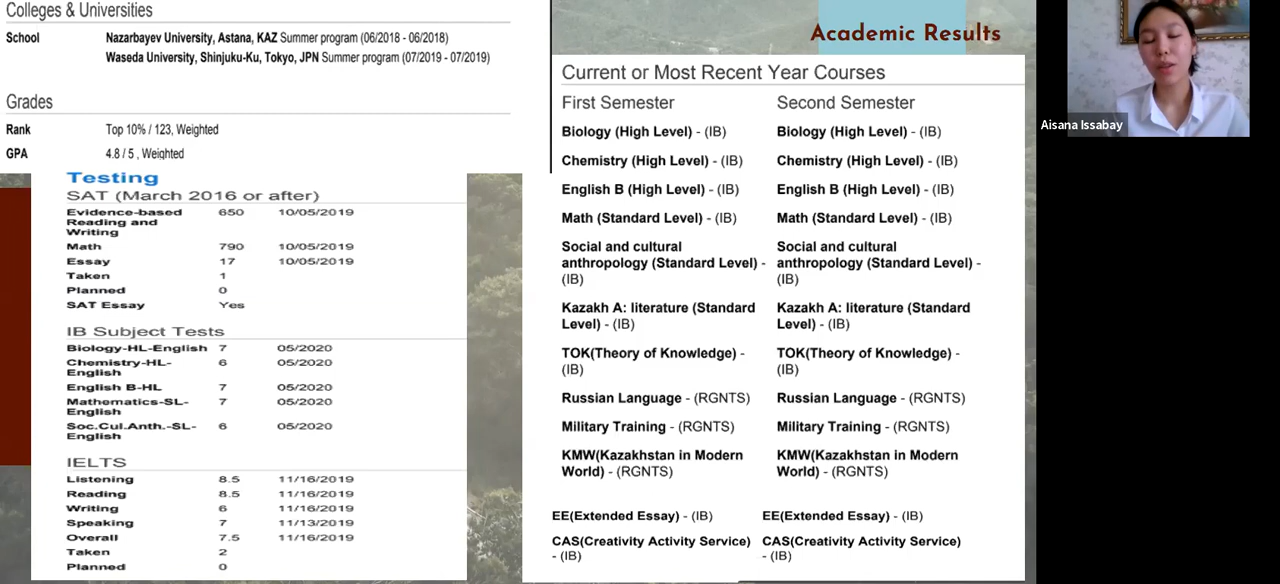 Colleges & Universities
School Nazarbayev University, Astana, KAZ Summer program (06/2018 - 06/2018)
Waseda University, Shinjuku-Ku, Tokyo, JPN Summer program (07/2019 - 07/2019)
Grades
Rank Top 10% / 123, Weighted
GPA 4.8 / 5 , Weighted
Testing
SAT (March 2016 or after)
Evidence-based 650 10/05/2019
Reading and
Writing
Math 790 10/05/2019
Essay 17 10/05/2019
Taken 1
Planned 0
SAT Essay Yes
IB Subject Tests
Biology-HL-English 7 05/2020
Chemistry-HL- 6 05/2020
English
English B-HL 7 05/2020
Mathematics-SL- 7 05/2020
English
Soc.Cul.Anth.-SL- 6 05/2020
English
IELTS
Listening 8.5 11/16/2019
Reading 8.5 11/16/2019
Writing 6 11/16/2019
Speaking 7 11/13/2019
Overall 7.5 11/16/2019
Taken 2
Planned 0
Academic Results
Current or Most Recent Year Courses
First Semester Second Semester
Biology (High Level) - (IB) Biology (High Level) - (IB)
Chemistry (High Level) - (IB) Chemistry (High Level) - (IB)
English B (High Level) - (IB) English B (High Level) - (IB)
Math (Standard Level) - (IB) Math (Standard Level) - (IB)
Social and cultural Social and cultural
anthropology (Standard Level) - anthropology (Standard Level) -
(IB) (IB)
Kazakh A: literature (Standard Kazakh A: literature (Standard
Level) - (IB) Level) - (IB)
TOK(Theory of Knowledge) - TOK(Theory of Knowledge) -
(IB) (IB)
Russian Language - (RGNTS) Russian Language - (RGNTS)
Military Training - (RGNTS) Military Training - (RGNTS)
KMW(Kazakhstan in Modern KMW(Kazakhstan in Modern
World) - (RGNTS) World) - (RGNTS)
EE(Extended Essay) - (IB) EE(Extended Essay) - (IB)
CAS(Creativity Activity Service) CAS(Creativity Activity Service)
- (IB) - (IB)
Aisana Issabay